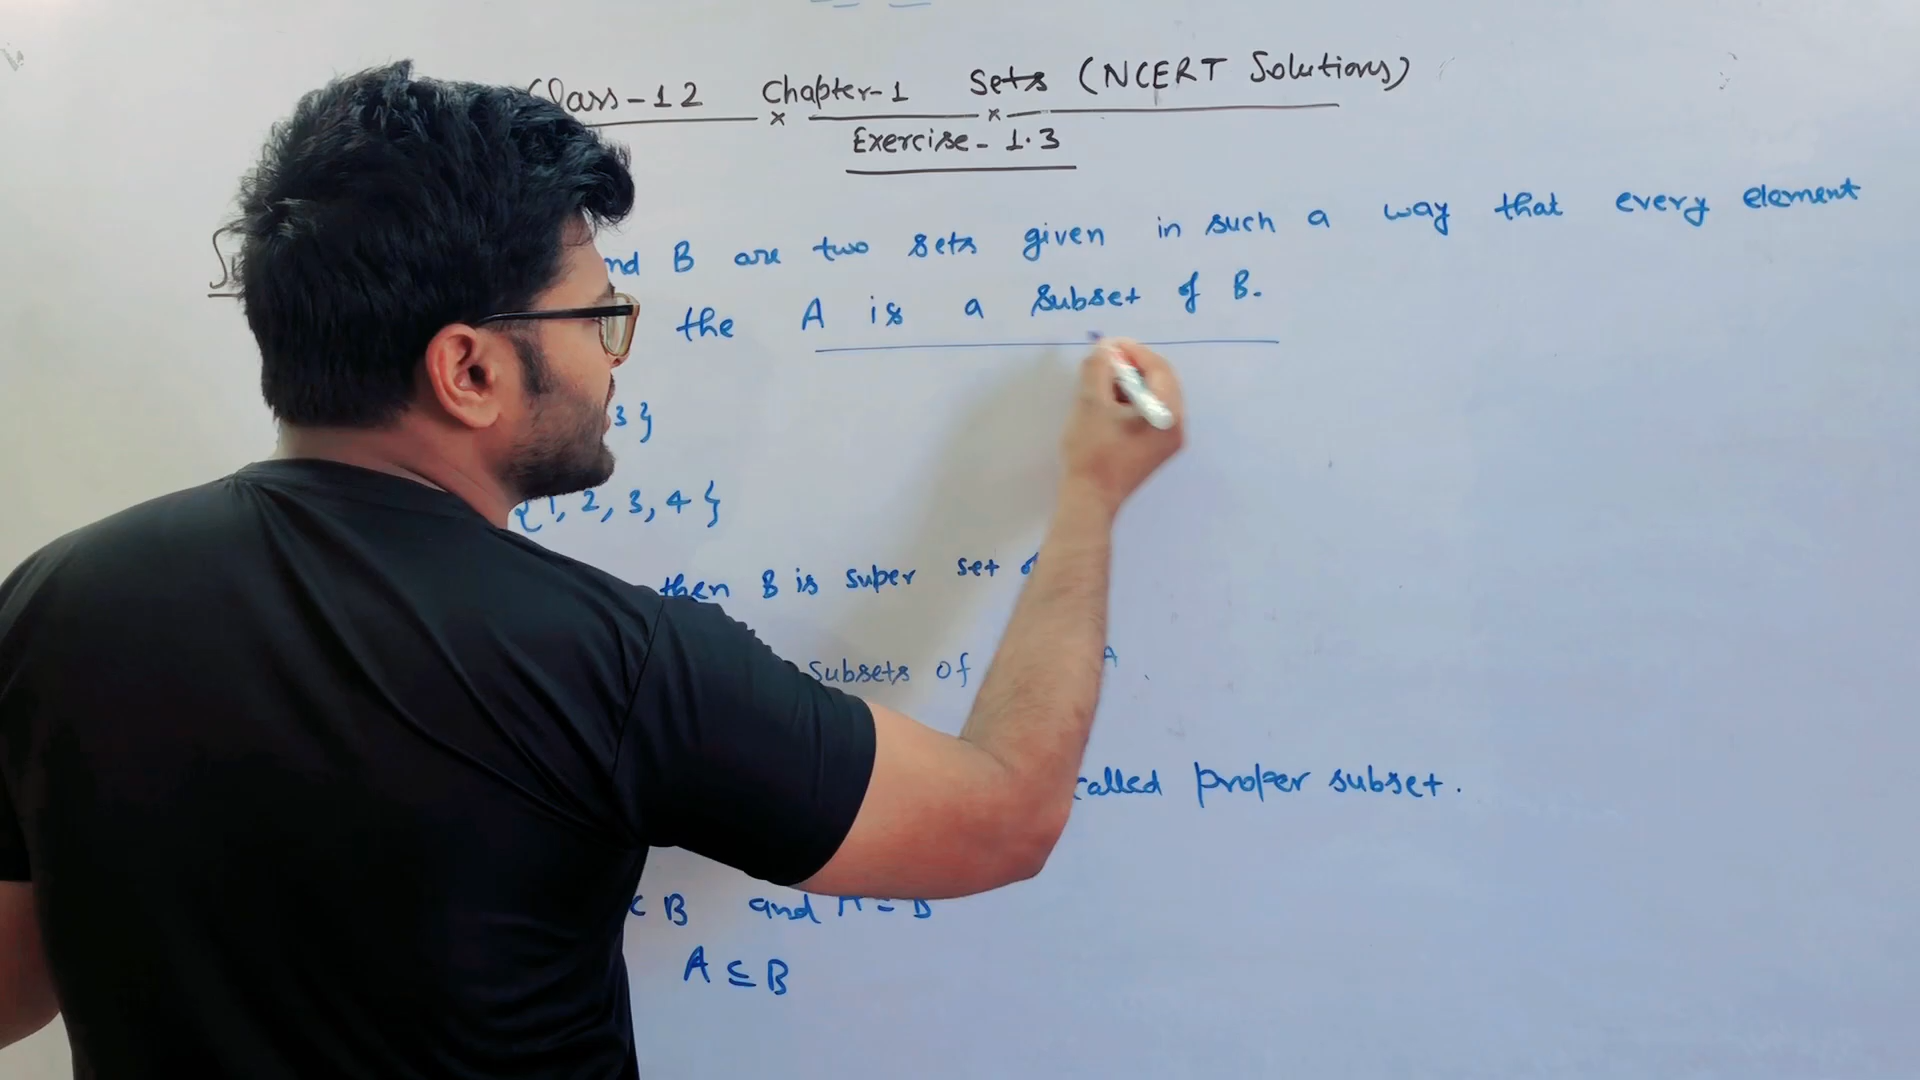 Class-12 Chapter-1 Sets (NCERT Solutions)
Exercise - 1.3
B are two sets given in such a way that every element
the A is a subset of B.
3}
{1, 2, 3, 4}
then B is super set
Subsets of A
called proper subset.
⊂ B and A = B
A ⊆ B